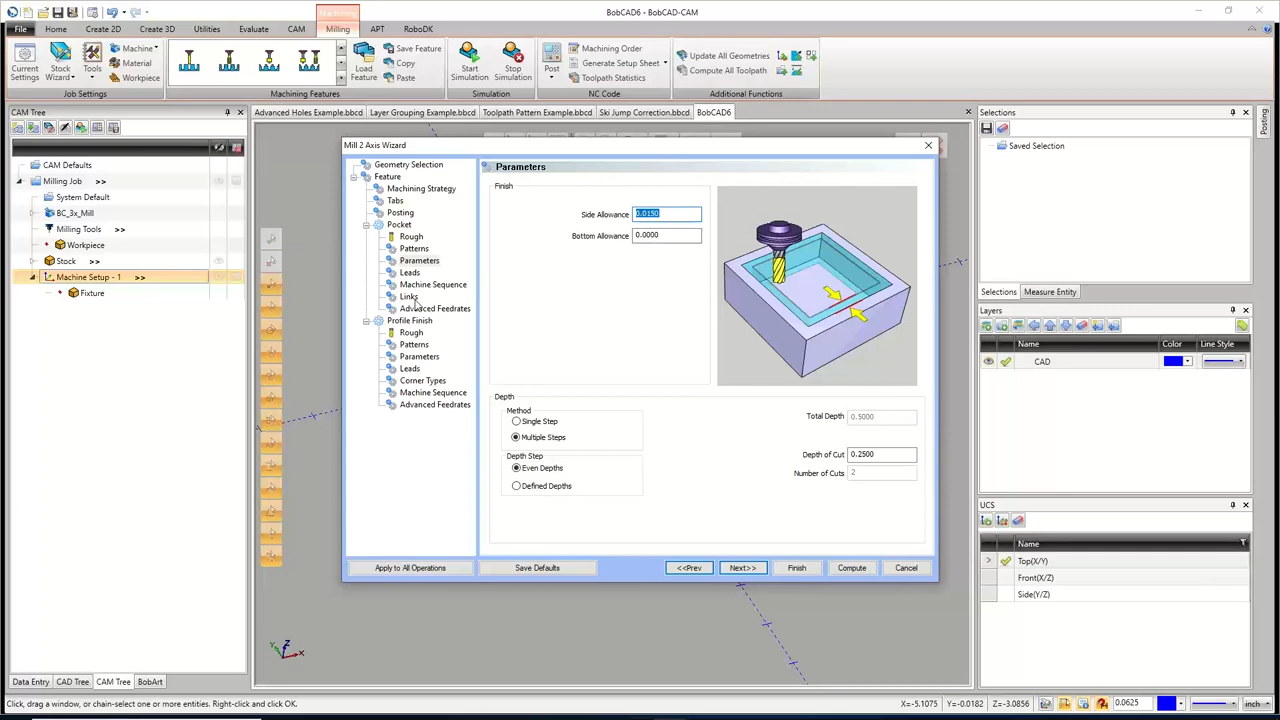 BobCAD6 - BobCAD-CAM
Machining
File Home Create 2D Create 3D Utilities Evaluate CAM Milling APT RoboDK
Current Settings
Stock Wizard
Tools
Machine
Material
Workpiece
Job Settings
Load Feature
Save Feature
Copy
Paste
Machining Features
Start Simulation
Stop Simulation
Simulation
Post
Machining Order
Generate Setup Sheet
Toolpath Statistics
NC Code
Update All Geometries
Compute All Toolpath
Additional Functions
CAM Tree
Advanced Holes Example.bbcd Layer Grouping Example.bbcd Toolpath Pattern Example.bbcd Ski Jump Correction.bbcd BobCAD6
CAM Defaults
Milling Job >>
System Default
BC_3x_Mill
Milling Tools >>
Workpiece
Stock >>
Machine Setup - 1 >>
Fixture
Data Entry CAD Tree CAM Tree BobArt
Mill 2 Axis Wizard
Geometry Selection
Feature
Machining Strategy
Tabs
Posting
Pocket
Rough
Patterns
Parameters
Leads
Machine Sequence
Links
Advanced Feedrates
Profile Finish
Rough
Patterns
Parameters
Leads
Corner Types
Machine Sequence
Advanced Feedrates
Parameters
Finish
Side Allowance 0.0150
Bottom Allowance 0.0000
Depth
Method
Single Step
Multiple Steps
Depth Step
Even Depths
Defined Depths
Total Depth 0.5000
Depth of Cut 0.2500
Number of Cuts 2
Apply to All Operations Save Defaults <<Prev Next>> Finish Compute Cancel
Selections
Saved Selection
Selections Measure Entity
Posting
Layers
Name Color Line Style
CAD
UCS
Name
Top(X/Y)
Front(X/Z)
Side(Y/Z)
Y Z X
Click, drag a window, or chain-select one or more entities. Right-click and click OK.
X=-5.1075 Y=-0.0182 Z=-3.0856 0.0625 inch